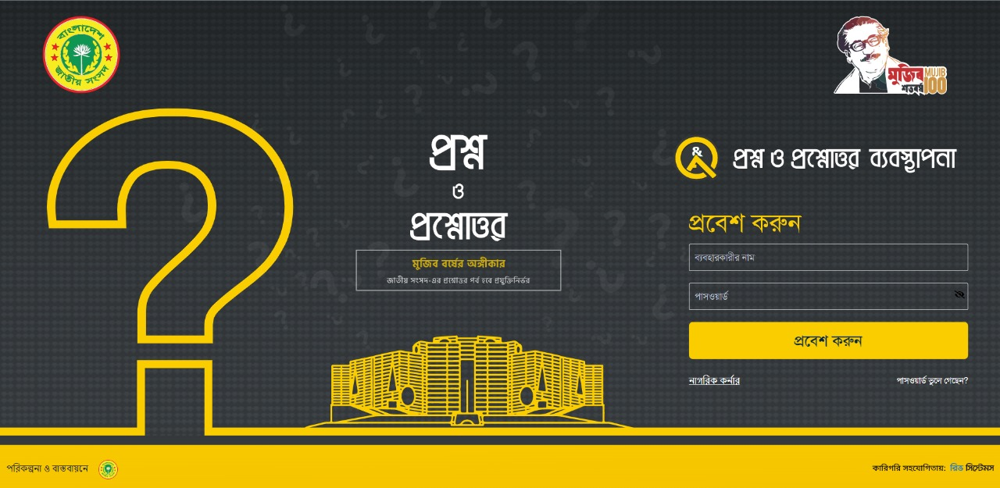 বাংলাদেশ
জাতীয় সংসদ
মুজিব
শতবর্ষ
MUJIB
100
প্রশ্ন
ও
প্রশ্নোত্তর
মুজিব বর্ষের অঙ্গীকার
জাতীয় সংসদ-এর প্রশ্নোত্তর পর্ব হবে প্রযুক্তিনির্ভর
&
প্রশ্ন ও প্রশ্নোত্তর ব্যবস্থাপনা
প্রবেশ করুন
ব্যবহারকারীর নাম
পাসওয়ার্ড
প্রবেশ করুন
নাগরিক কর্নার
পাসওয়ার্ড ভুলে গেছেন?
পরিকল্পনা ও বাস্তবায়নে
কারিগরি সহযোগিতায়: রিভ সিস্টেমস